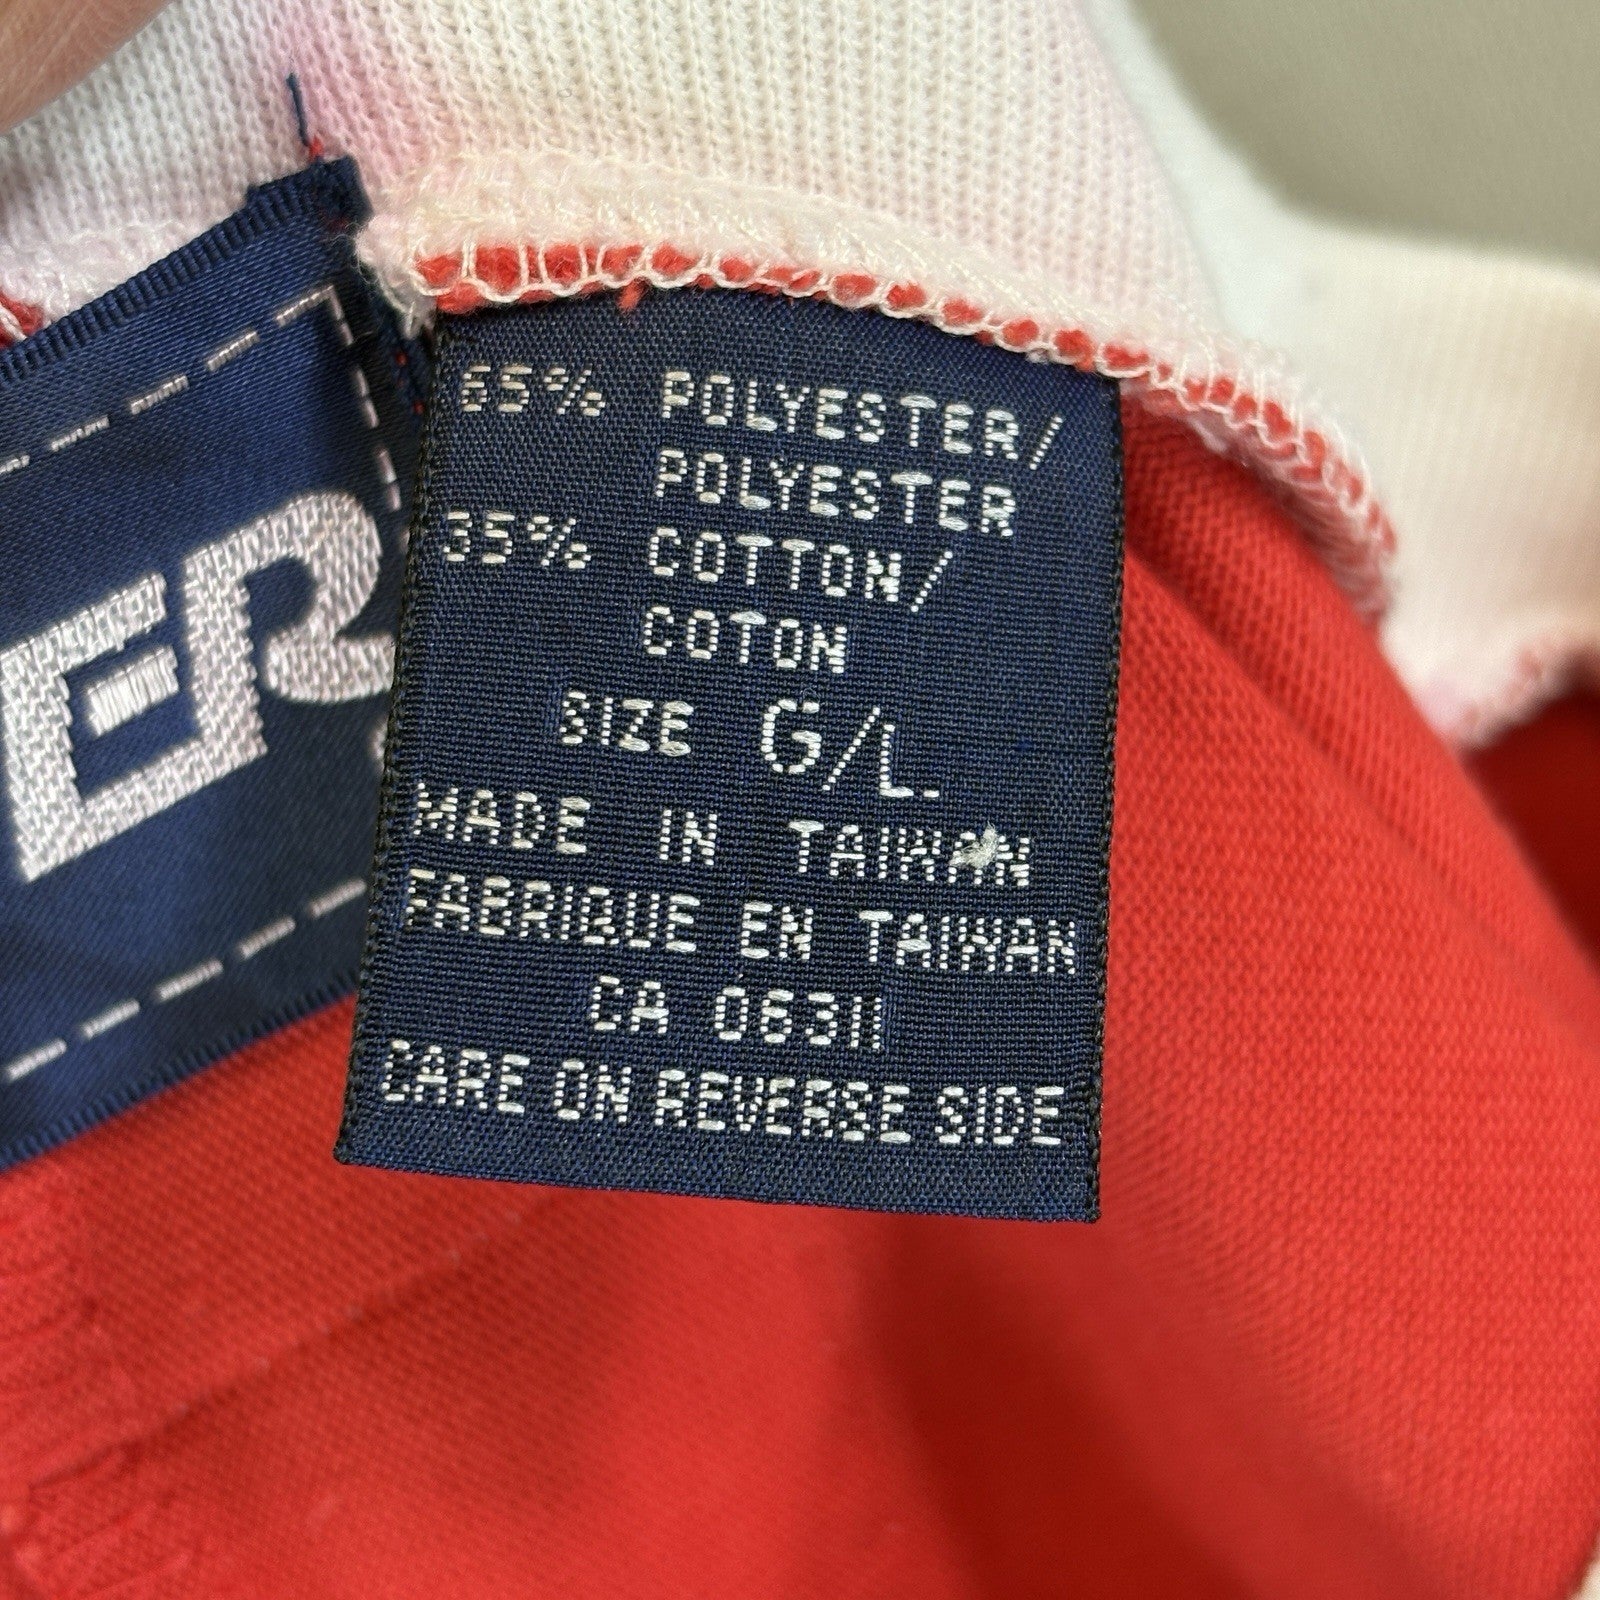 ER
65% POLYESTER/
POLYESTER
35% COTTON/
COTON
SIZE G/L
MADE IN TAIWAN
FABRIQUE EN TAIWAN
CA 06311
CARE ON REVERSE SIDE